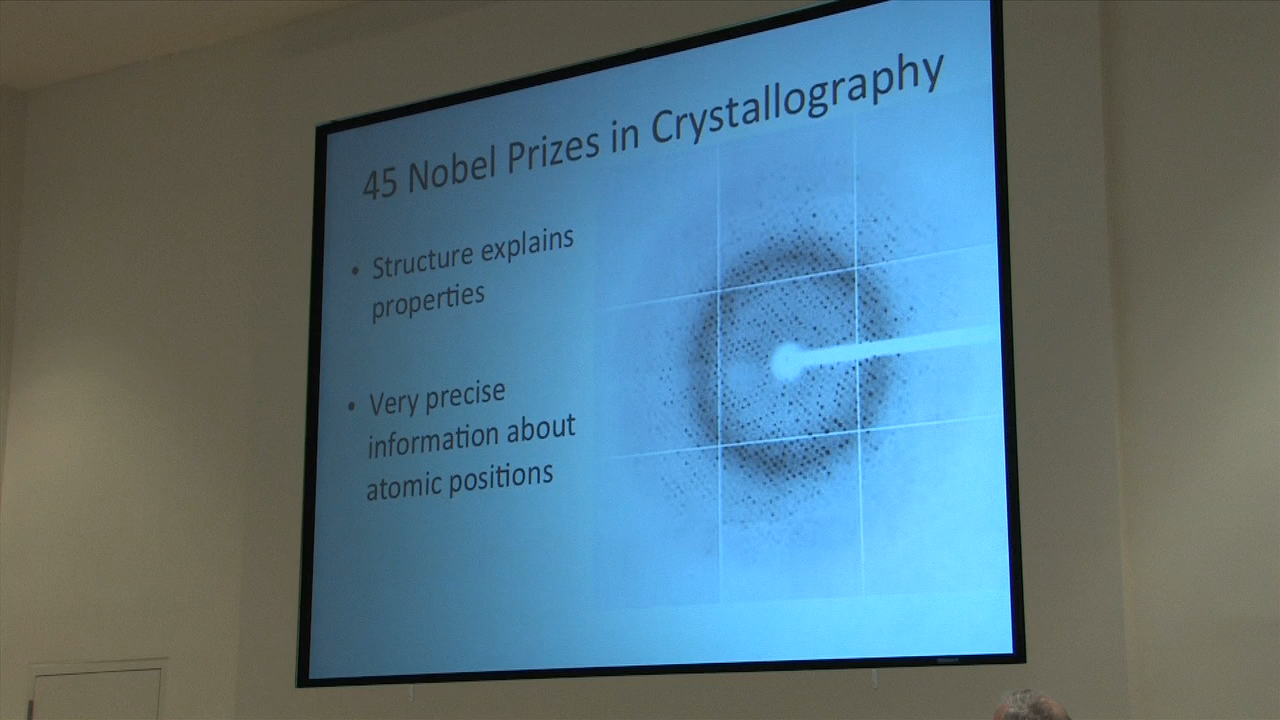 45 Nobel Prizes in Crystallography
• Structure explains
properties
• Very precise
information about
atomic positions